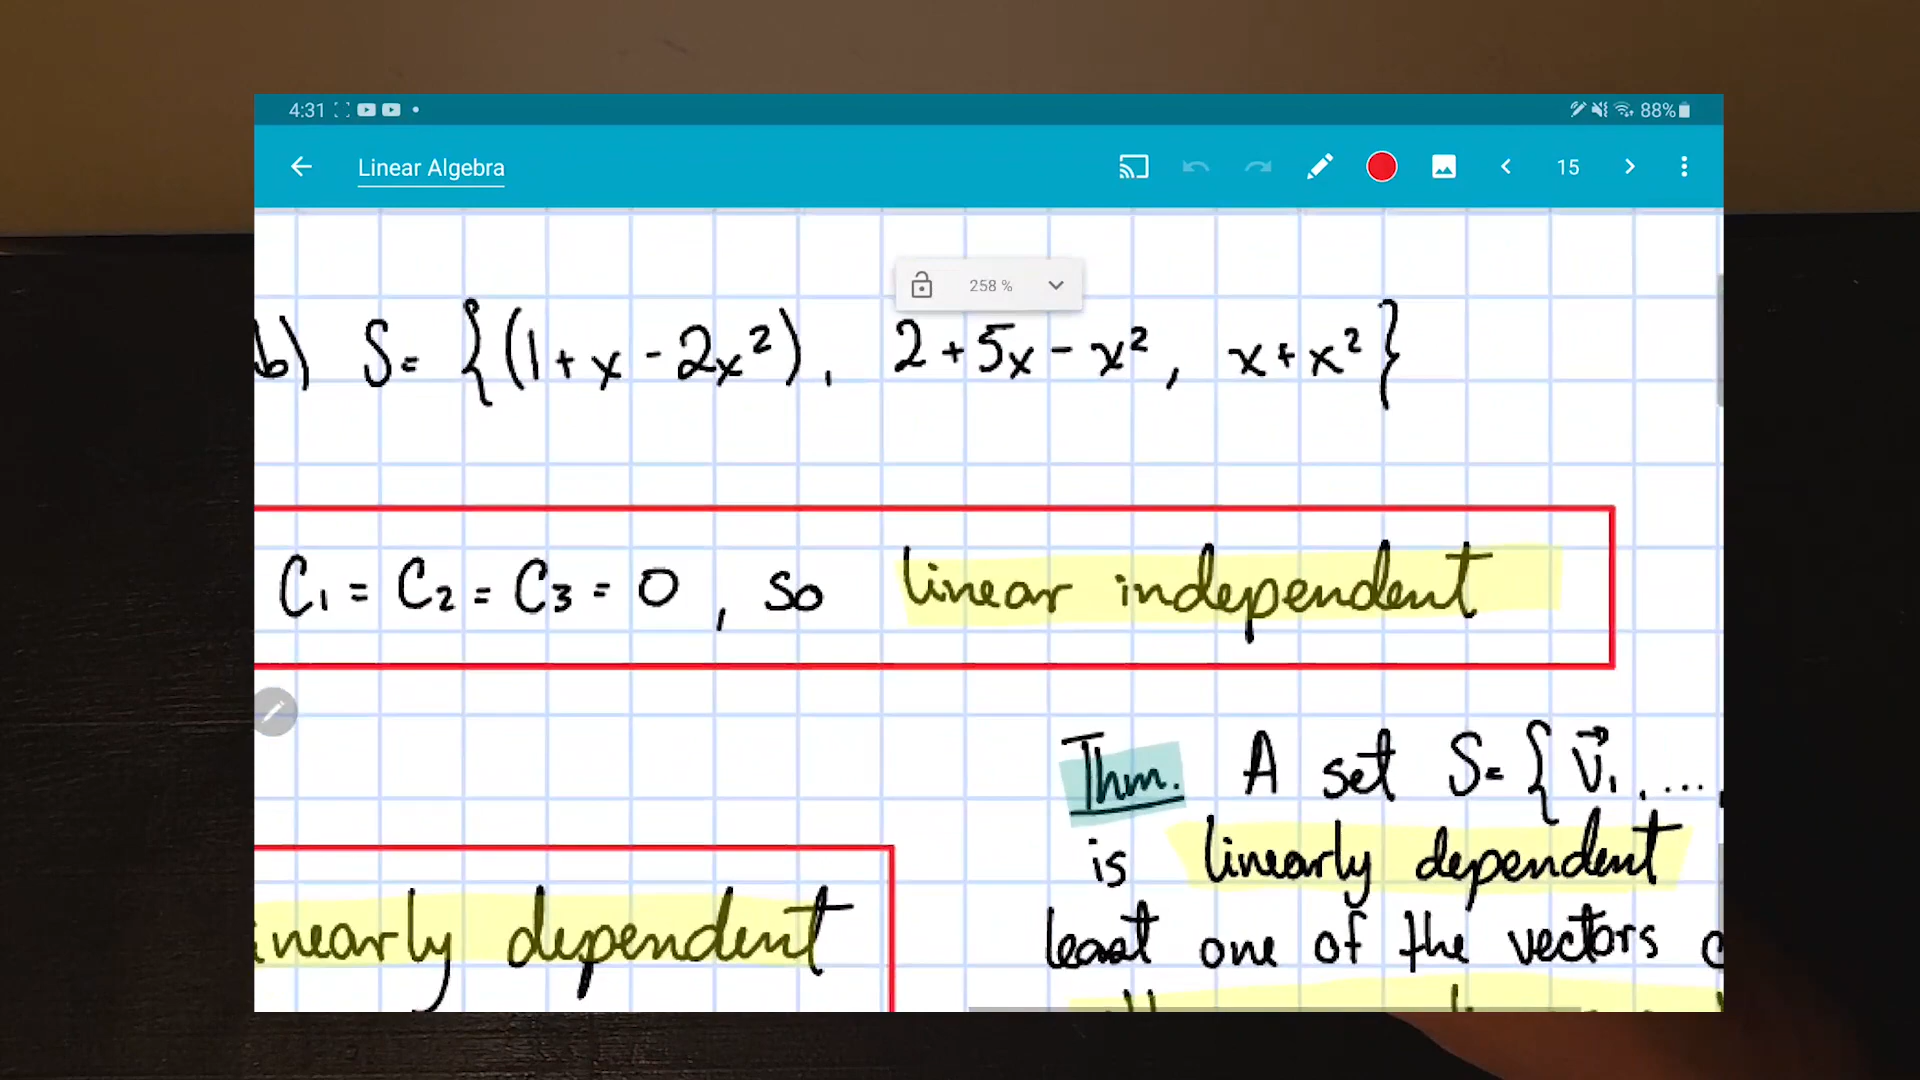 4:31
88%
Linear Algebra
15
258 %
b) S= {(1+x-2x²), 2+5x-x², x+x²}
C₁ = C₂ = C₃ = 0, so linear independent
Thm. A set S= {v⃗₁, ....,
is linearly dependent
least one of the vectors
inearly dependent